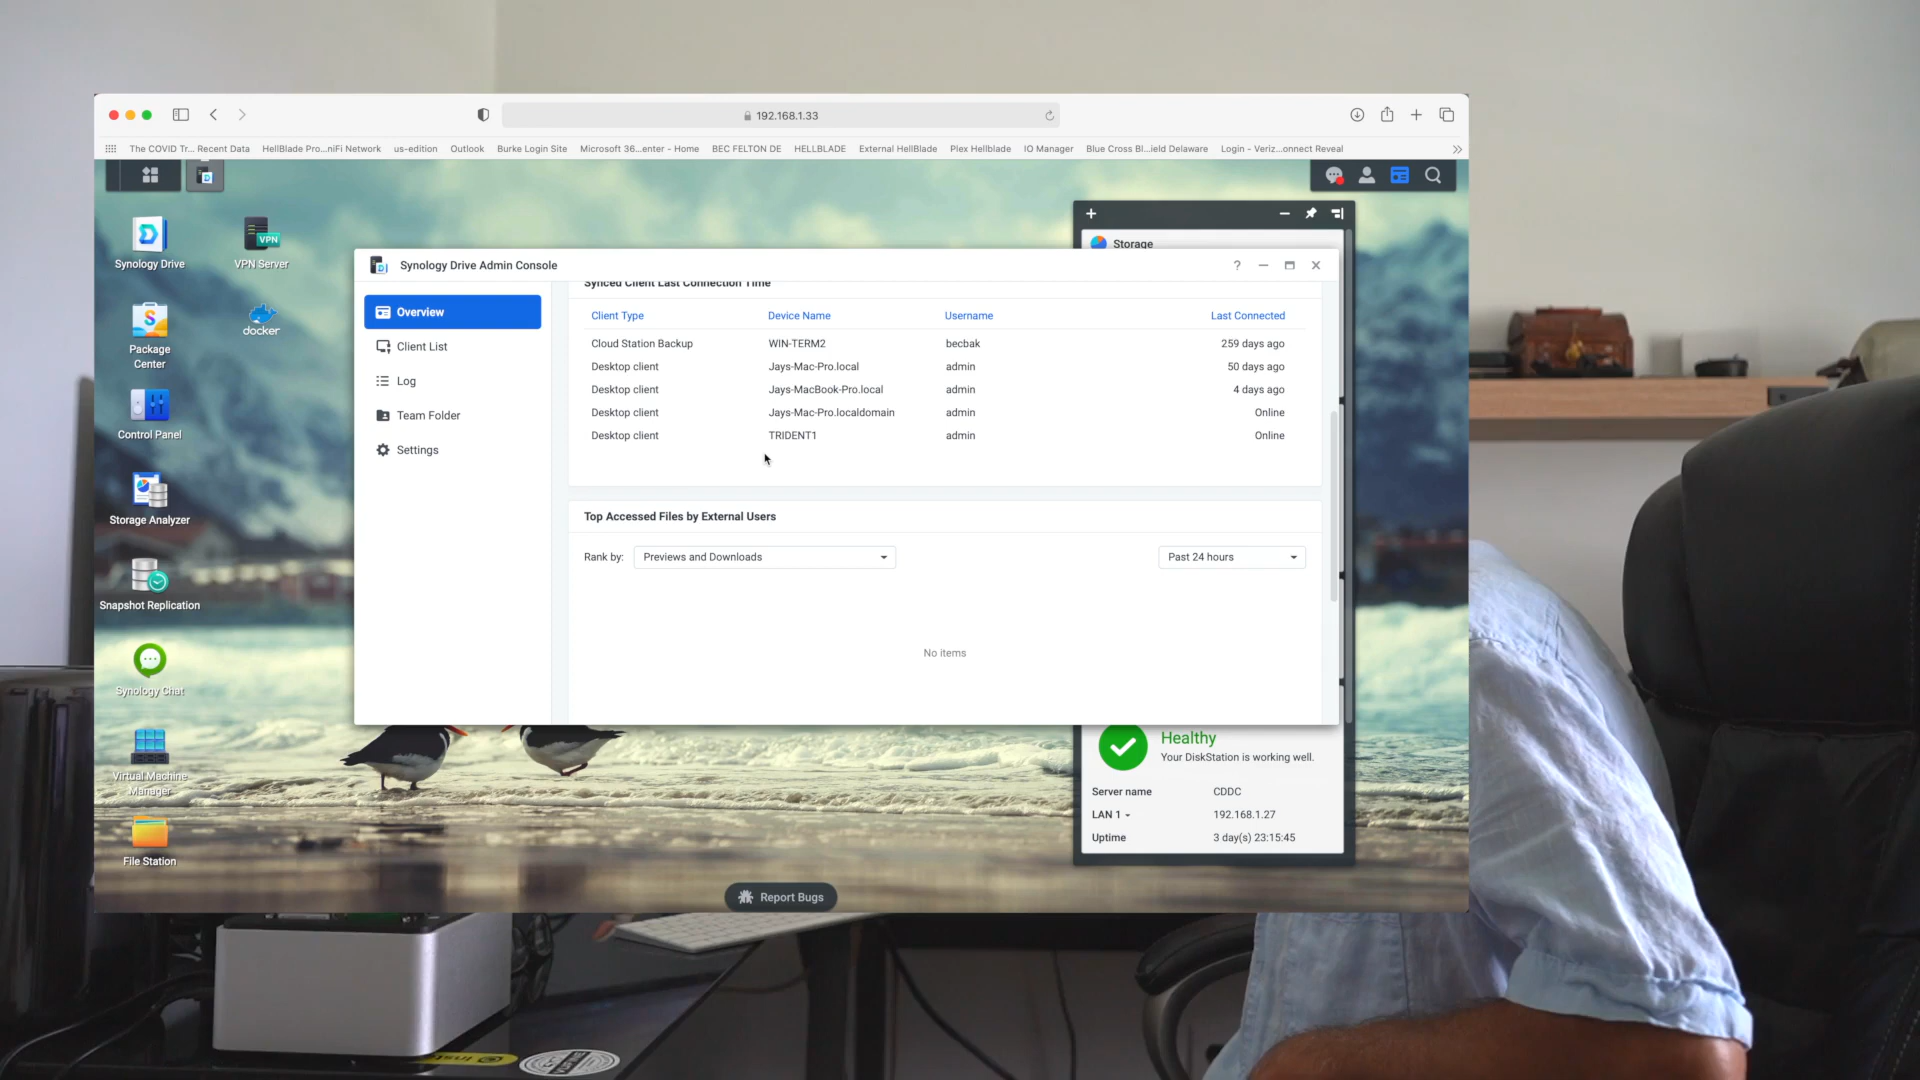 192.168.1.33
The COVID Tr... Recent Data HellBlade Pro...niFi Network us-edition Outlook Burke Login Site Microsoft 36...enter - Home BEC FELTON DE HELLBLADE External HellBlade Plex Hellblade IO Manager Blue Cross Bl...ield Delaware Login - Veriz...onnect Reveal
Synology Drive
VPN
VPN Server
Package
Center
docker
Control Panel
Storage Analyzer
Snapshot Replication
Synology Chat
Virtual Machine
Manager
File Station
Storage
Synology Drive Admin Console
?
Overview
Client List
Log
Team Folder
Settings
Synced Client Last Connection Time
Client Type Device Name Username Last Connected
Cloud Station Backup WIN-TERM2 becbak 259 days ago
Desktop client Jays-Mac-Pro.local admin 50 days ago
Desktop client Jays-MacBook-Pro.local admin 4 days ago
Desktop client Jays-Mac-Pro.localdomain admin Online
Desktop client TRIDENT1 admin Online
Top Accessed Files by External Users
Rank by: Previews and Downloads Past 24 hours
No items
Healthy
Your DiskStation is working well.
Server name CDDC
LAN 1 192.168.1.27
Uptime 3 day(s) 23:15:45
Report Bugs